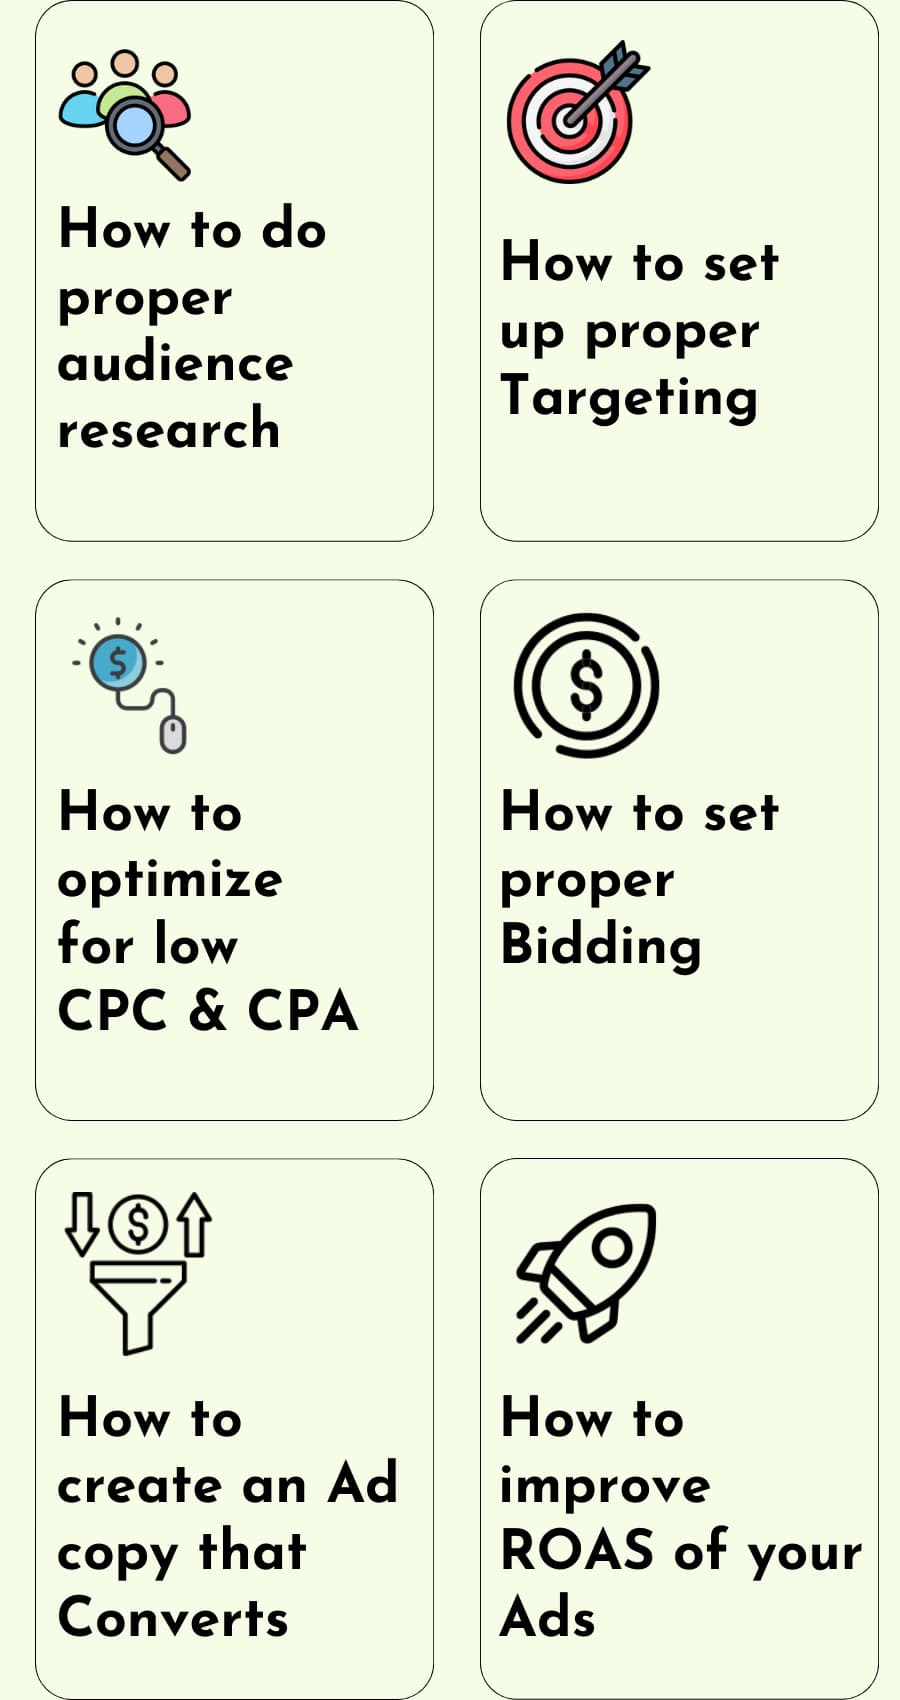 How to do
proper
audience
research
How to set
up proper
Targeting
$
How to
optimize
for low
CPC & CPA
$
How to set
proper
Bidding
$
How to
create an Ad
copy that
Converts
How to
improve
ROAS of your
Ads